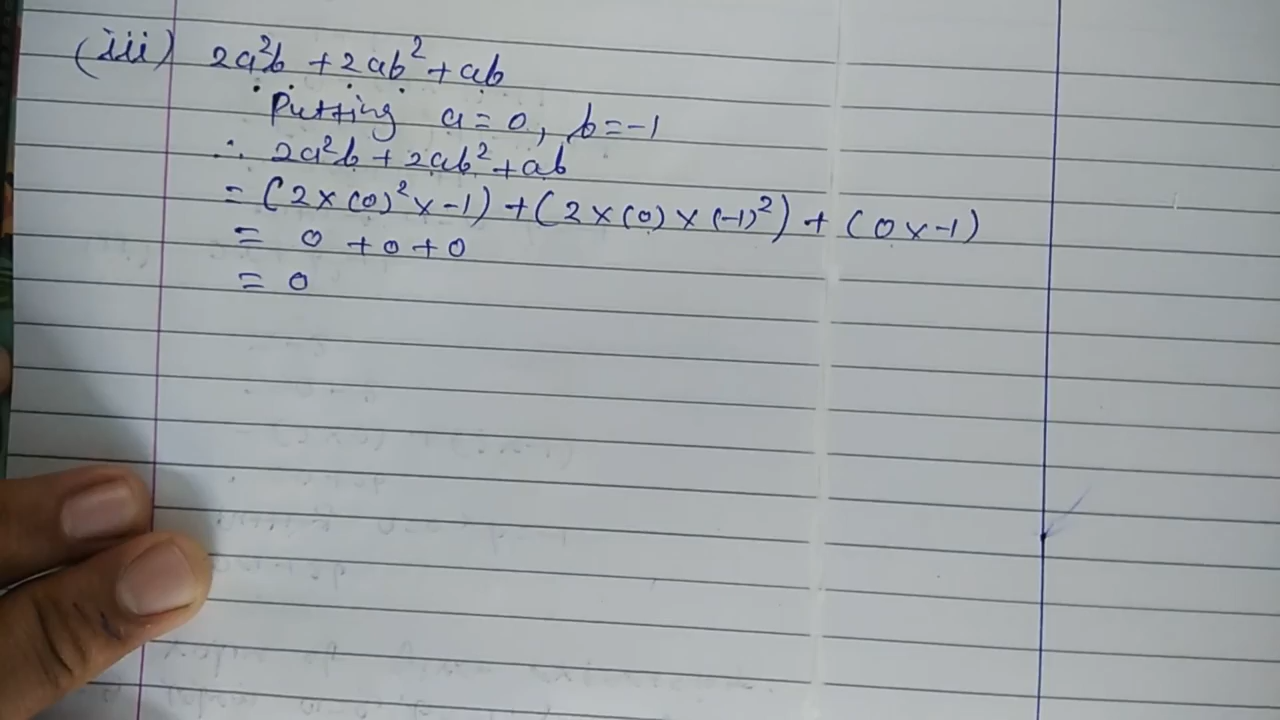 (iii) 2a²b + 2ab² + ab
Putting a = 0, b = -1
∴ 2a²b + 2ab² + ab
= (2 × (0)² × -1) + (2 × (0) × (-1)²) + (0 × -1)
= 0 + 0 + 0
= 0